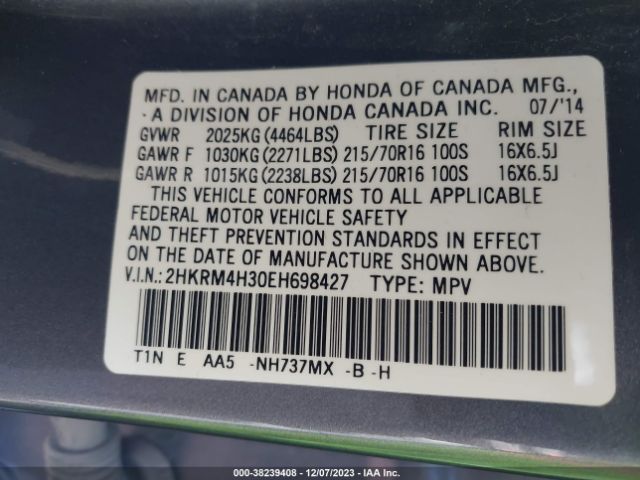 MFD. IN CANADA BY HONDA OF CANADA MFG.,
A DIVISION OF HONDA CANADA INC. 07/'14
GVWR 2025KG (4464LBS) TIRE SIZE RIM SIZE
GAWR F 1030KG (2271LBS) 215/70R16 100S 16X6.5J
GAWR R 1015KG (2238LBS) 215/70R16 100S 16X6.5J
THIS VEHICLE CONFORMS TO ALL APPLICABLE
FEDERAL MOTOR VEHICLE SAFETY
AND THEFT PREVENTION STANDARDS IN EFFECT
ON THE DATE OF MANUFACTURE SHOWN ABOVE.
V.I.N.: 2HKRM4H30EH698427 TYPE: MPV
T1N E AA5 -NH737MX -B -H
000-38239408 - 12/07/2023 - IAA Inc.